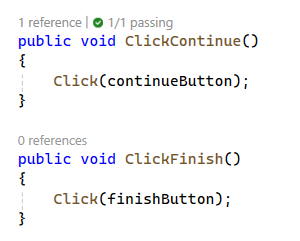 1 reference | 1/1 passing
public void ClickContinue()
{
    Click(continueButton);
}
0 references
public void ClickFinish()
{
    Click(finishButton);
}